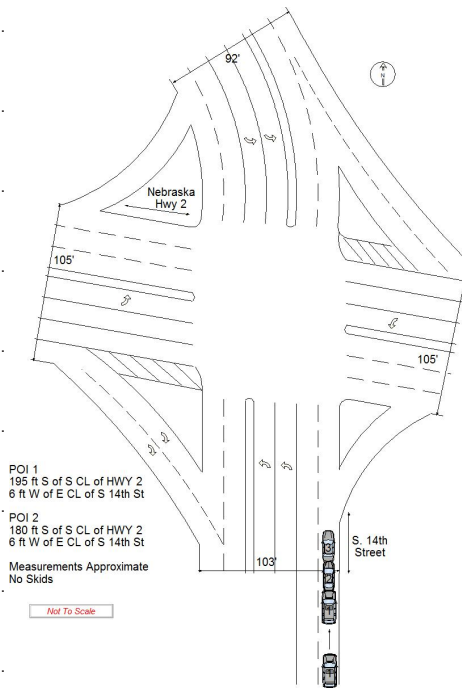 92'
N
Nebraska
Hwy 2
105'
105'
POI 1
195 ft S of S CL of HWY 2
6 ft W of E CL of S 14th St
POI 2
180 ft S of S CL of HWY 2
6 ft W of E CL of S 14th St
Measurements Approximate
No Skids
Not To Scale
S. 14th
Street
103'
3
2
1
1